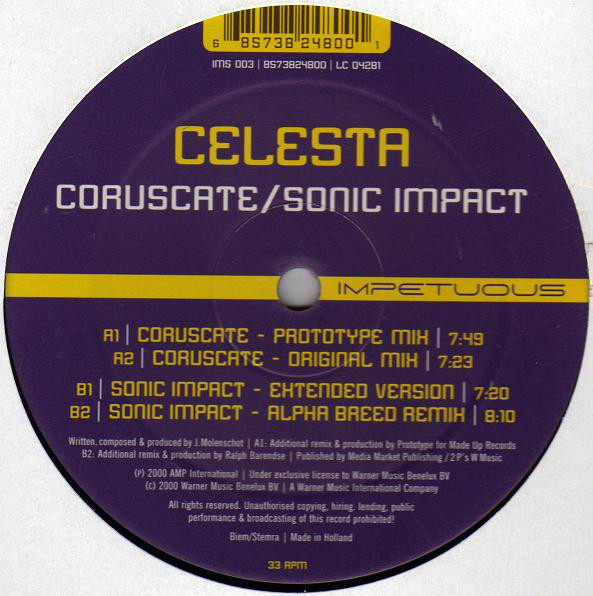 6 85738 24800 1
IMS 003 | 8573824800 | LC 04281
CELESTA
CORUSCATE/SONIC IMPACT
IMPETUOUS
A1 | CORUSCATE - PROTOTYPE MIX | 7:49
A2 | CORUSCATE - ORIGINAL MIX | 7:23
B1 | SONIC IMPACT - EXTENDED VERSION | 7:20
B2 | SONIC IMPACT - ALPHA BREED REMIX | 8:10
Written, composed & produced by J.Molenschot | A1: Additional remix & production by Prototype for Made Up Records
B2: Additional remix & production by Ralph Barendse | Published by Media Market Publishing / 2 P's W Music
(P) 2000 AMP International | Under exclusive license to Warner Music Benelux BV
(c) 2000 Warner Music Benelux BV | A Warner Music International Company
All rights reserved. Unauthorised copying, hiring. lending, public
performance & broadcasting of this record prohibited!
Biem/Stemra | Made in Holland
33 RPM